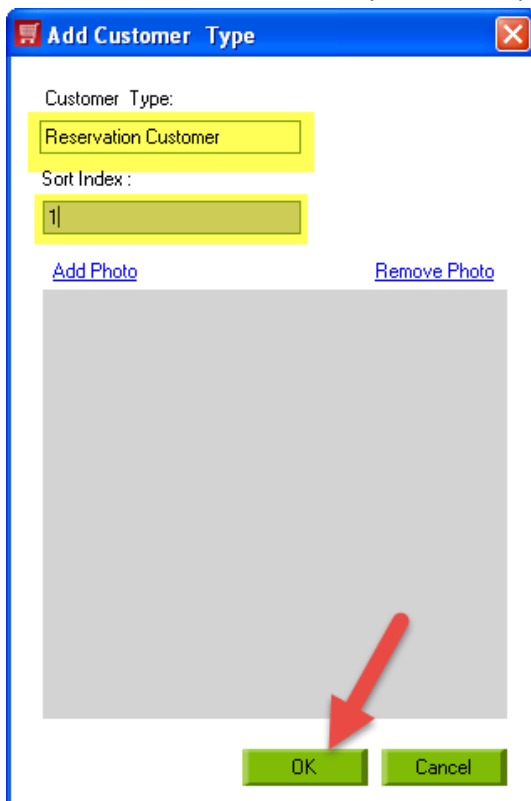 Add Customer Type
Customer Type:
Reservation Customer
Sort Index :
1
Add Photo Remove Photo
OK Cancel